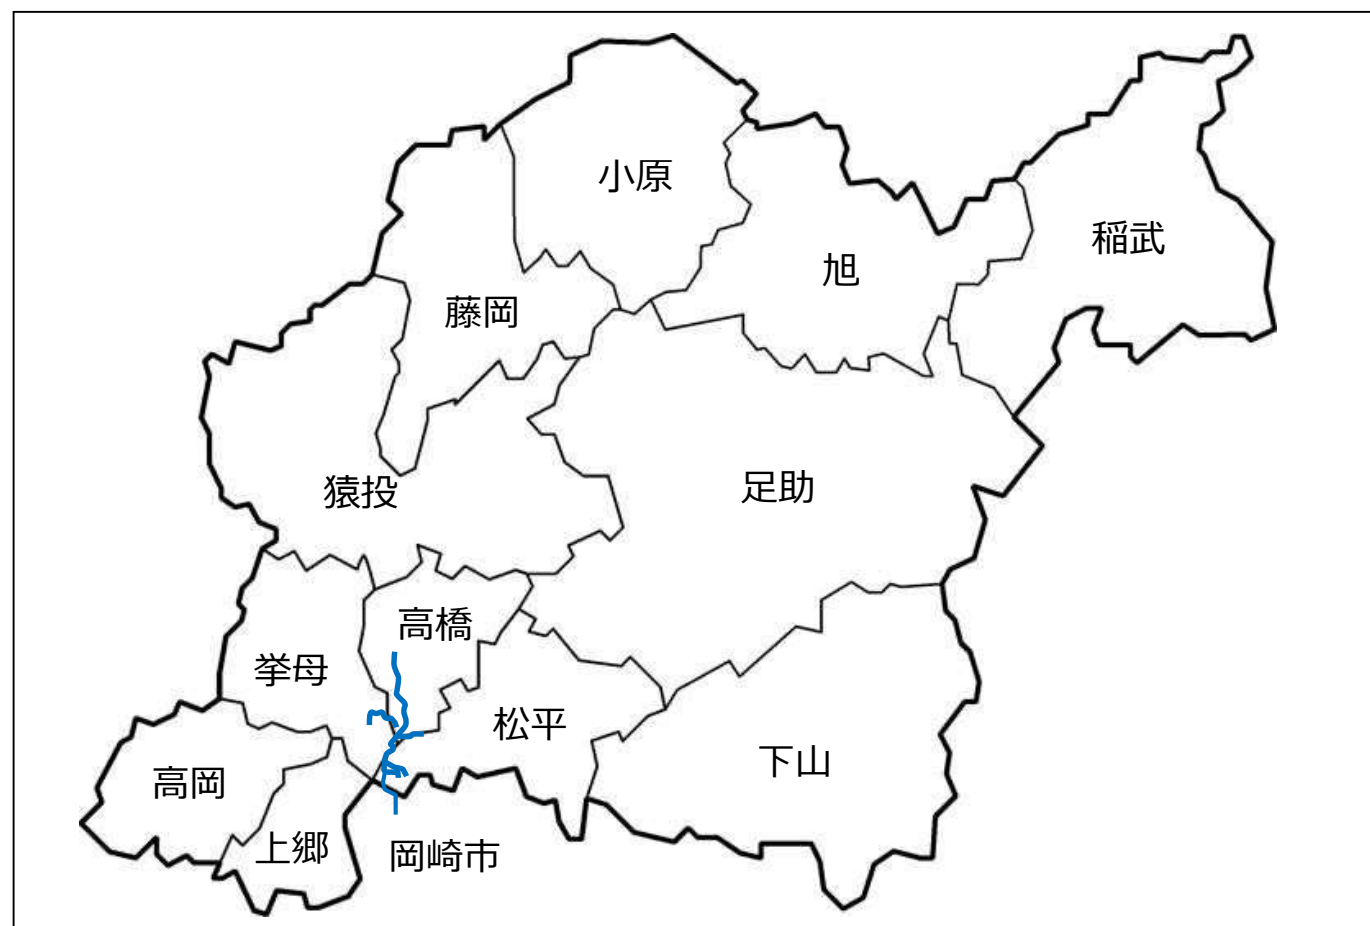 小原
稲武
旭
藤岡
足助
猿投
高橋
挙母
松平
下山
高岡
上郷
岡崎市